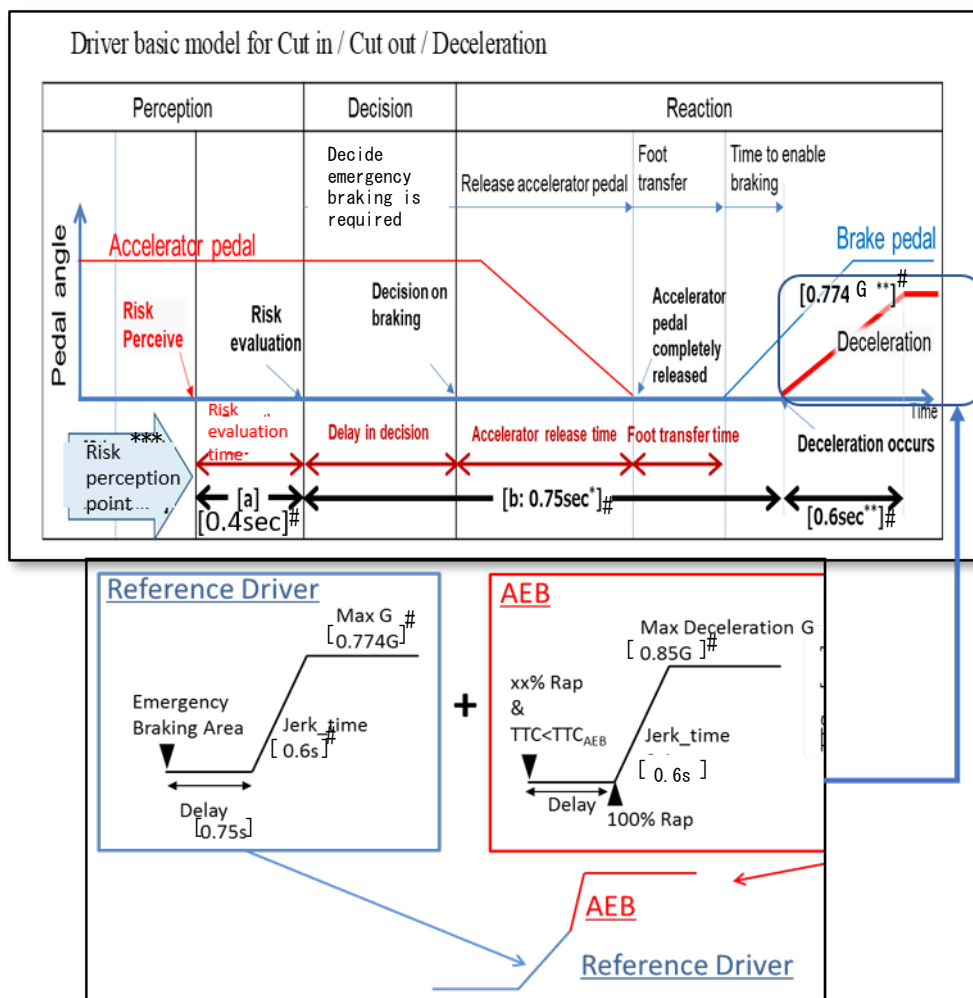 Driver basic model for Cut in / Cut out / Deceleration
Perception
Decision
Reaction
Decide
emergency
braking is
required
Release accelerator pedal
Foot
transfer
Time to enable
braking
Pedal angle
Accelerator pedal
Brake pedal
Risk
Perceive
Risk
evaluation
Decision on
braking
Accelerator
pedal
completely
released
[0.774 G **]#
Deceleration
Time
Deceleration occurs
***
Risk
perception
point
Risk
evaluation
time
Delay in decision
Accelerator release time
Foot transfer time
[a]
[0.4sec]#
[b: 0.75sec*]#
[0.6sec**]#
Reference Driver
Max G
[0.774G]#
Emergency
Braking Area
Jerk_time
[0.6s]#
Delay
[0.75s]
+
AEB
Max Deceleration G
[0.85G]#
xx% Rap
&
TTC<TTCAEB
Jerk_time
[0.6s]
Delay
100% Rap
AEB
Reference Driver